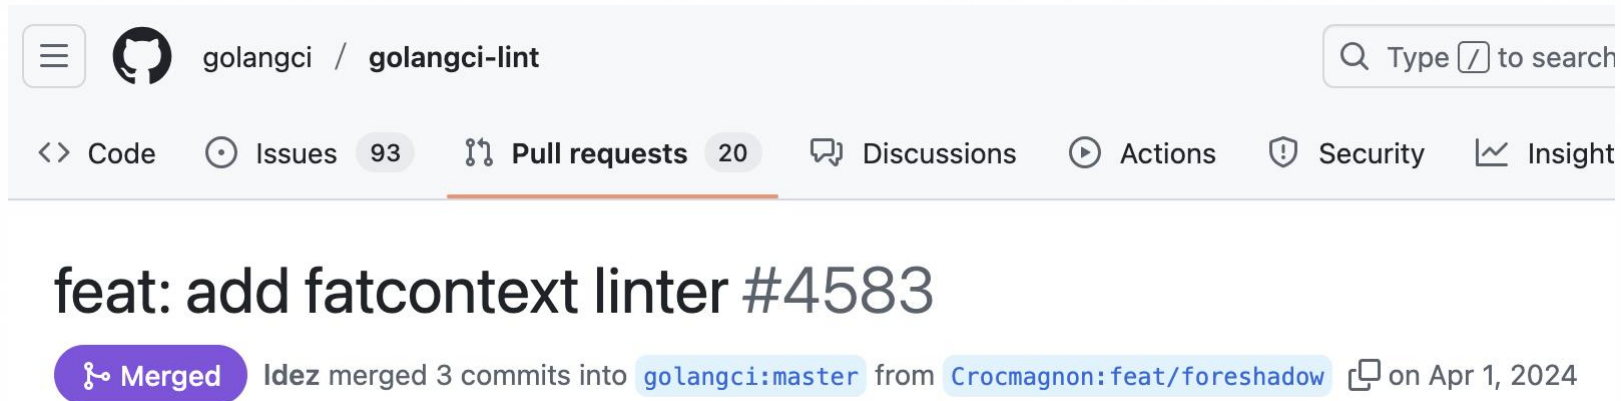 golangci / golangci-lint
Type / to search
Code Issues 93 Pull requests 20 Discussions Actions Security Insight
feat: add fatcontext linter #4583
Merged ldez merged 3 commits into golangci:master from Crocmagnon:feat/foreshadow on Apr 1, 2024